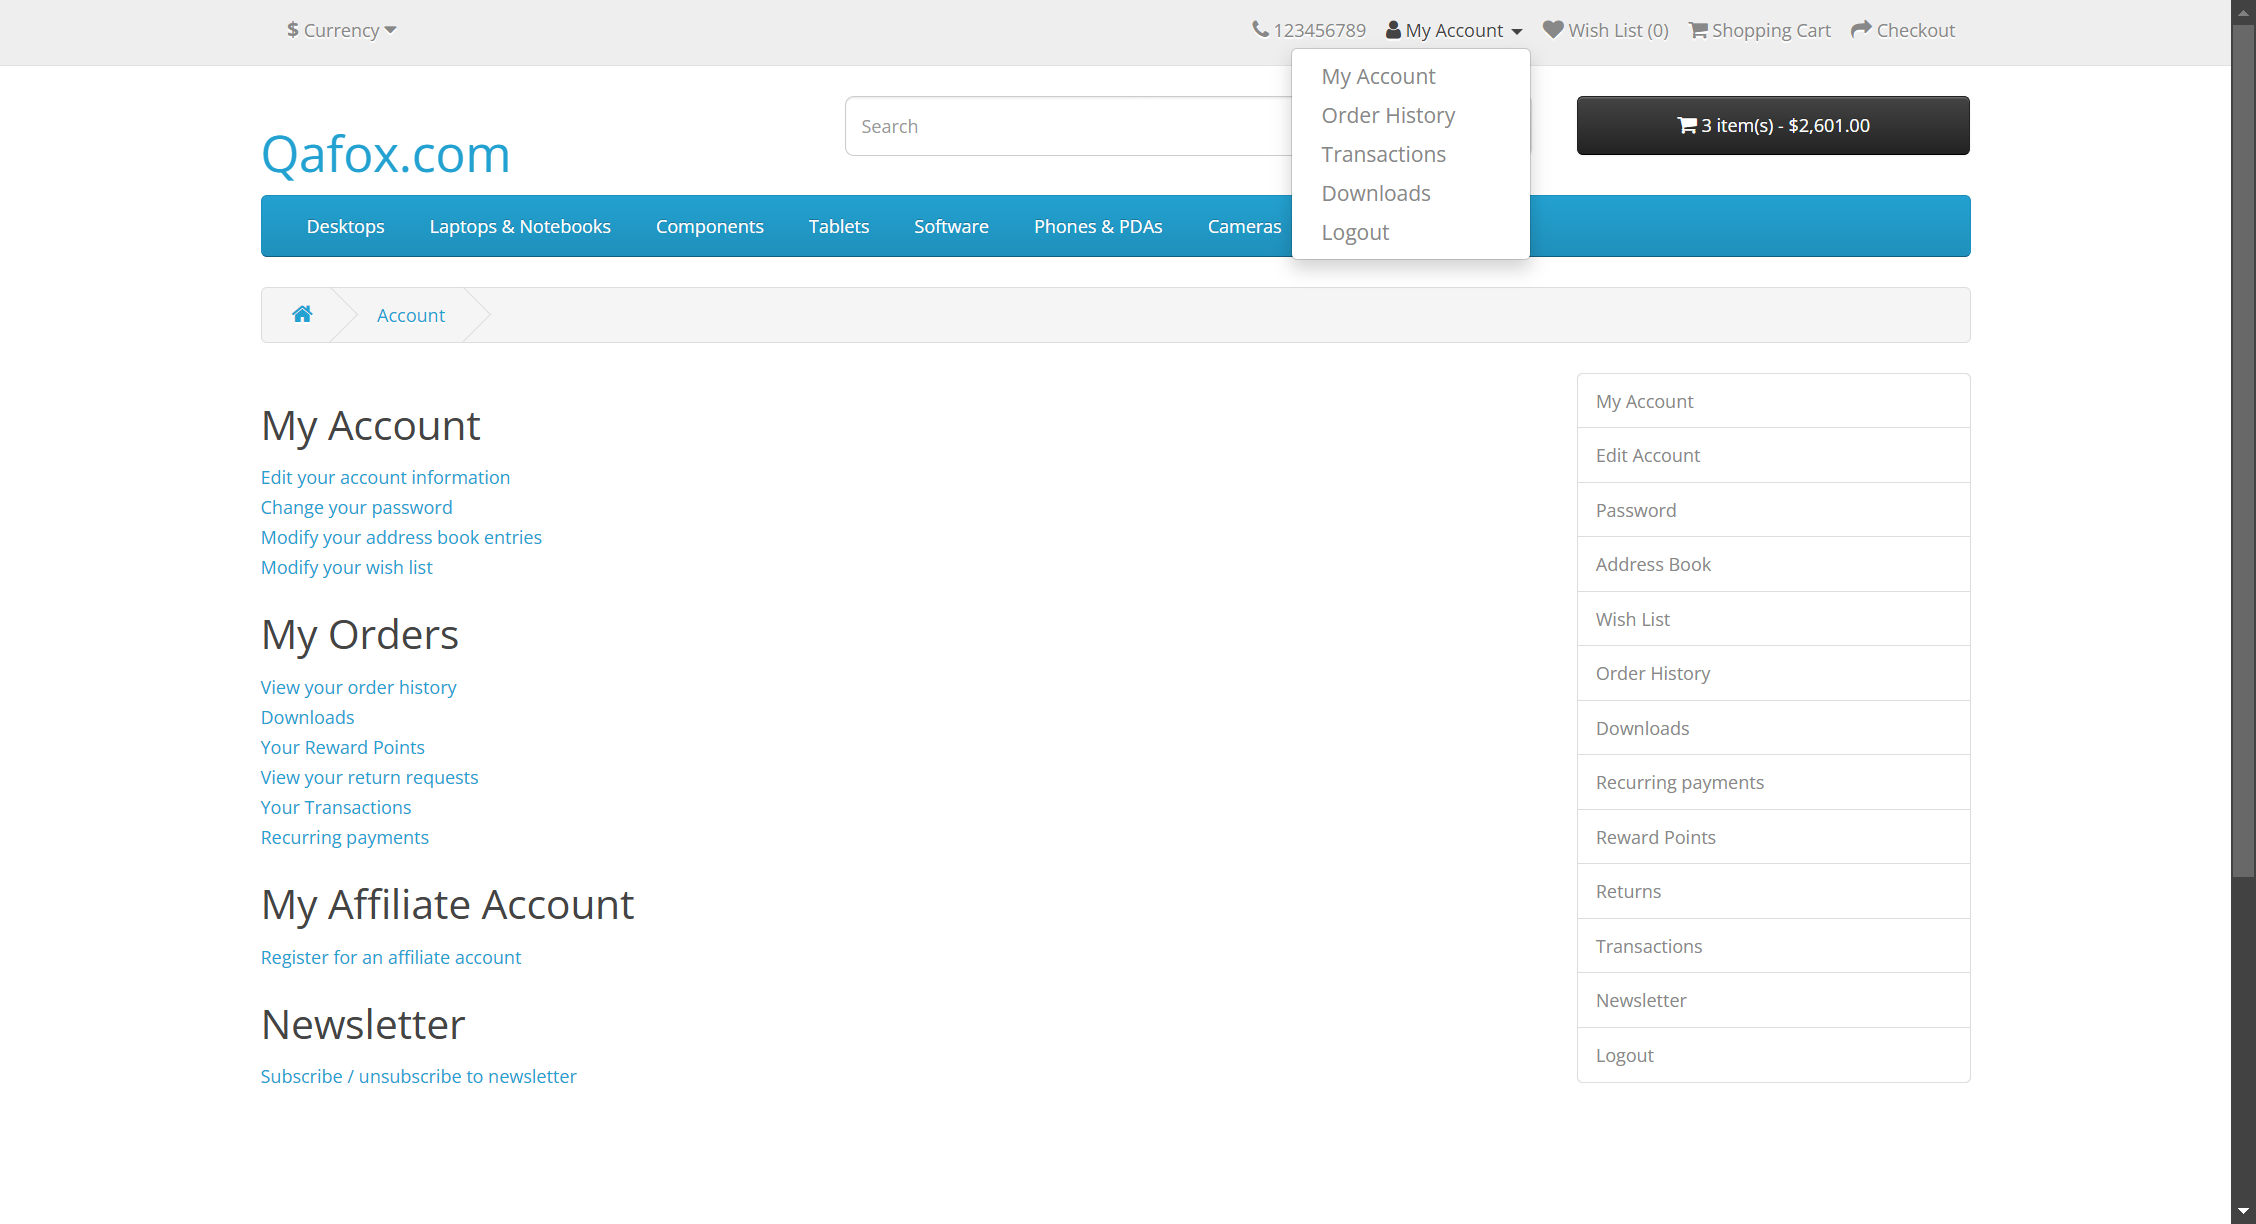 $ Currency
123456789 My Account Wish List (0) Shopping Cart Checkout
My Account
Order History
Transactions
Downloads
Logout
Qafox.com
Search
3 item(s) - $2,601.00
Desktops Laptops & Notebooks Components Tablets Software Phones & PDAs Cameras
Account
My Account
Edit your account information
Change your password
Modify your address book entries
Modify your wish list
My Orders
View your order history
Downloads
Your Reward Points
View your return requests
Your Transactions
Recurring payments
My Affiliate Account
Register for an affiliate account
Newsletter
Subscribe / unsubscribe to newsletter
My Account
Edit Account
Password
Address Book
Wish List
Order History
Downloads
Recurring payments
Reward Points
Returns
Transactions
Newsletter
Logout